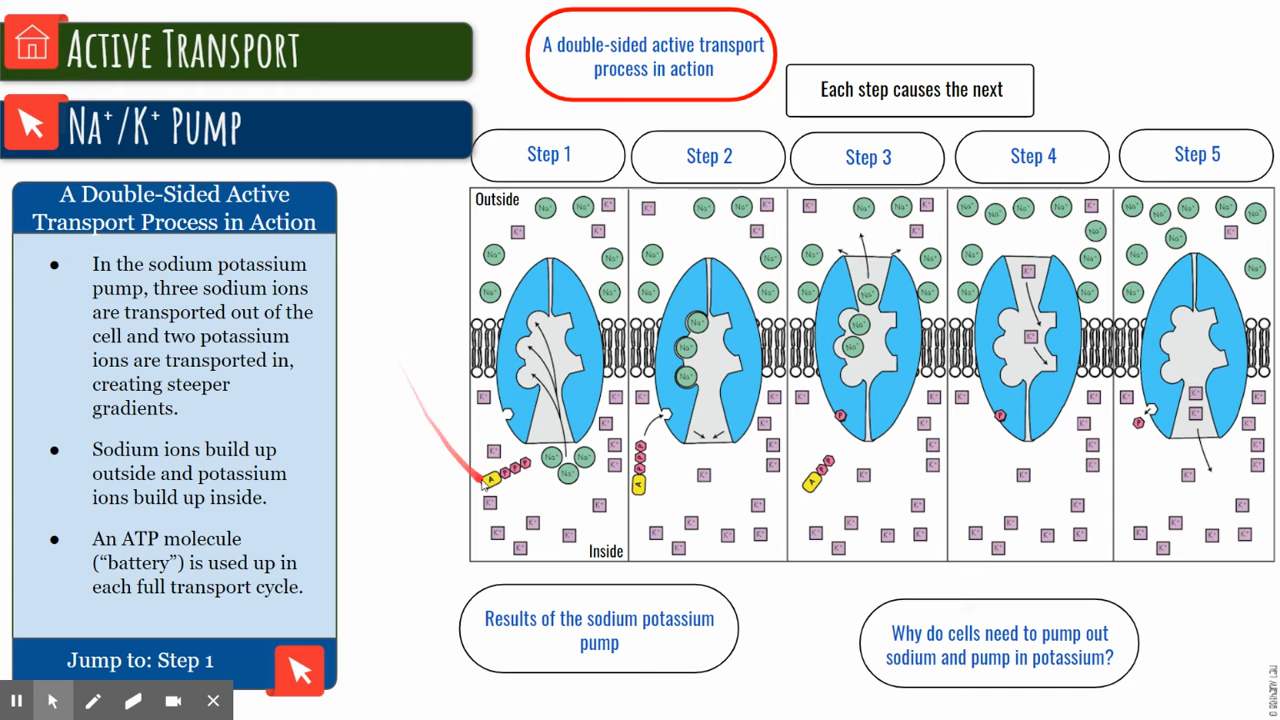 ACTIVE TRANSPORT
NA⁺/K⁺ PUMP
A Double-Sided Active
Transport Process in Action
● In the sodium potassium
pump, three sodium ions
are transported out of the
cell and two potassium
ions are transported in,
creating steeper
gradients.
● Sodium ions build up
outside and potassium
ions build up inside.
● An ATP molecule
(“battery”) is used up in
each full transport cycle.
Jump to: Step 1
A double-sided active transport
process in action
Each step causes the next
Step 1
Step 2
Step 3
Step 4
Step 5
Outside
Inside
Na⁺
K⁺
A
P
Results of the sodium potassium
pump
Why do cells need to pump out
sodium and pump in potassium?